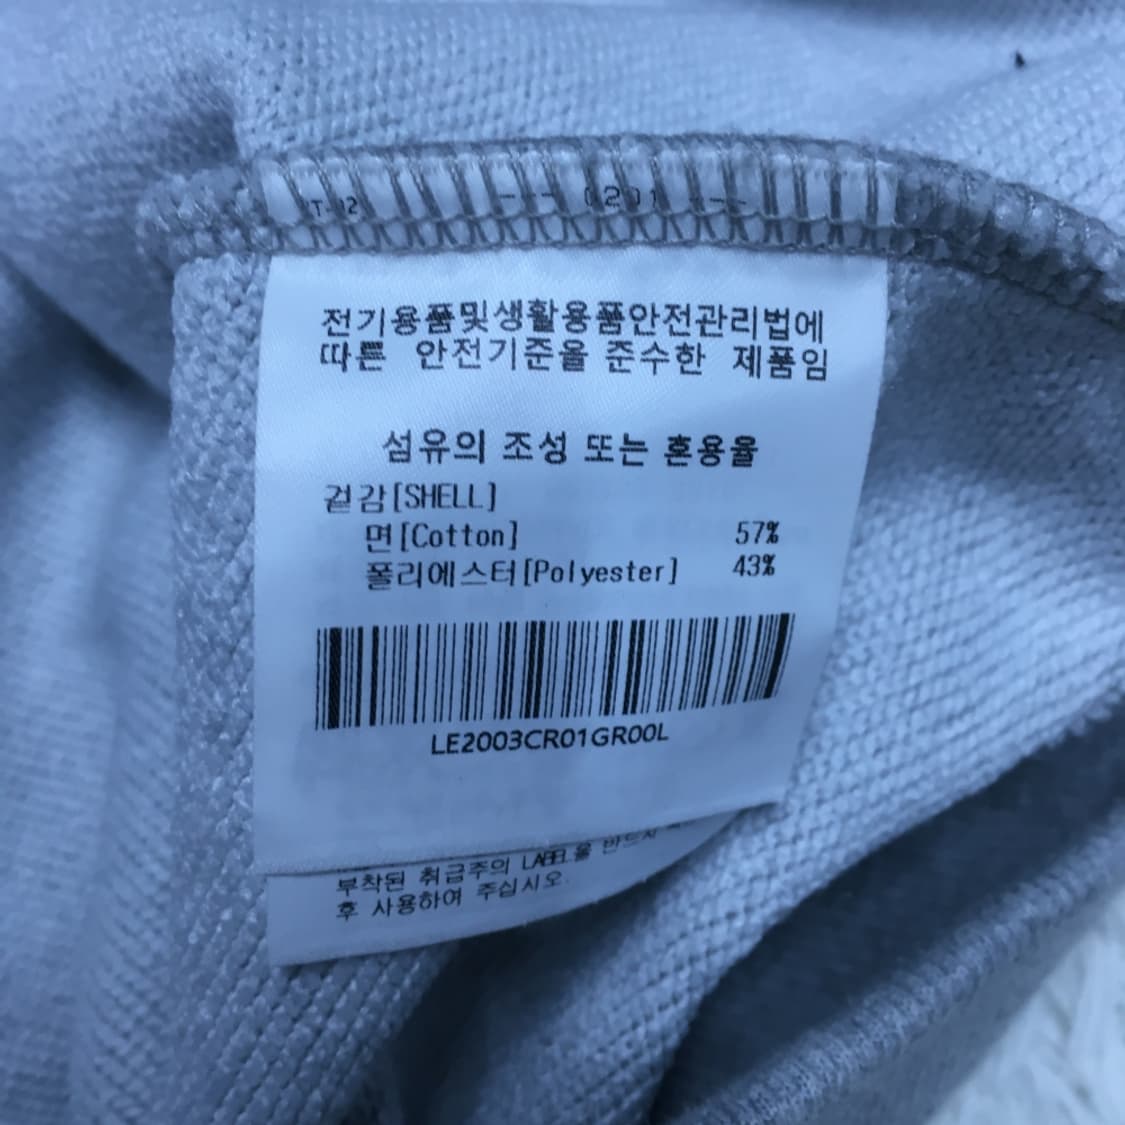 T-02 --- 0201 ---
전기용품및생활용품안전관리법에
따른 안전기준을 준수한 제품임
섬유의 조성 또는 혼용율
겉감[SHELL]
면[Cotton] 57%
폴리에스터[Polyester] 43%
LE2003CR01GR00L
부착된 취급주의 LABEL을 반드시
후 사용하여 주십시오.